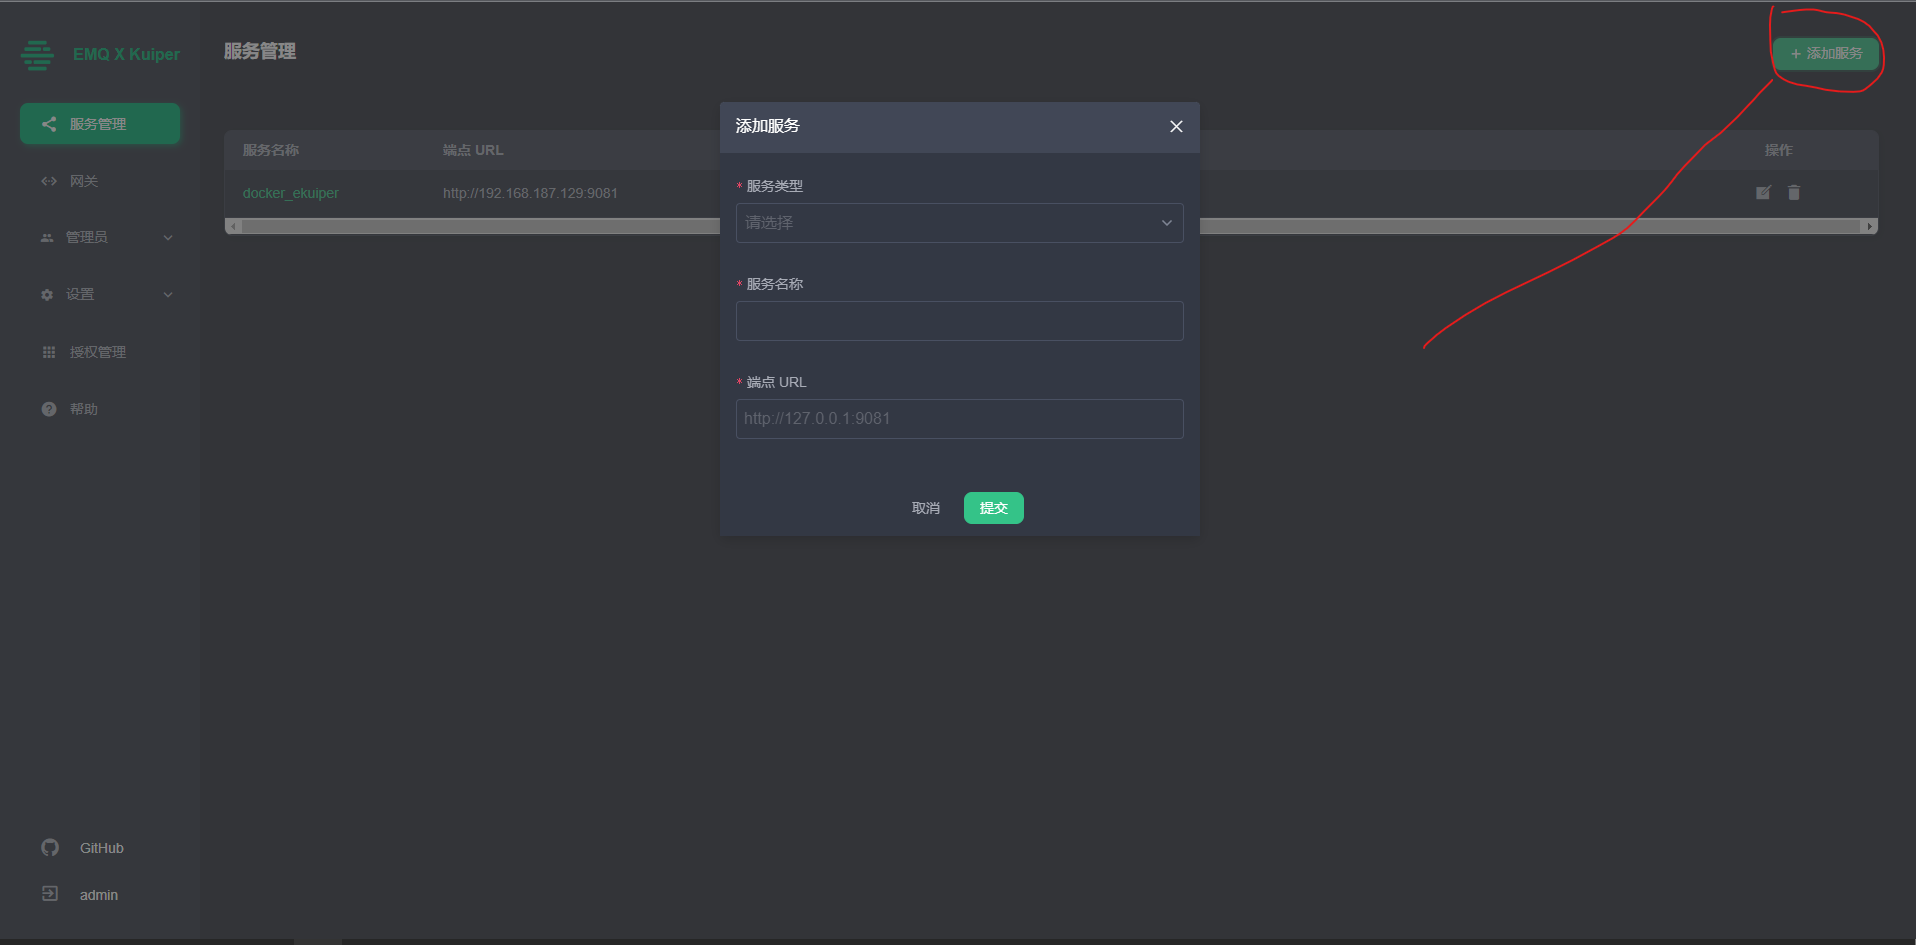 EMQ X Kuiper
服务管理
网关
管理员
设置
授权管理
帮助
GitHub
admin
服务管理
+ 添加服务
服务名称 端点 URL 操作
docker_ekuiper http://192.168.187.129:9081
添加服务
* 服务类型
请选择
* 服务名称
* 端点 URL
http://127.0.0.1:9081
取消 提交